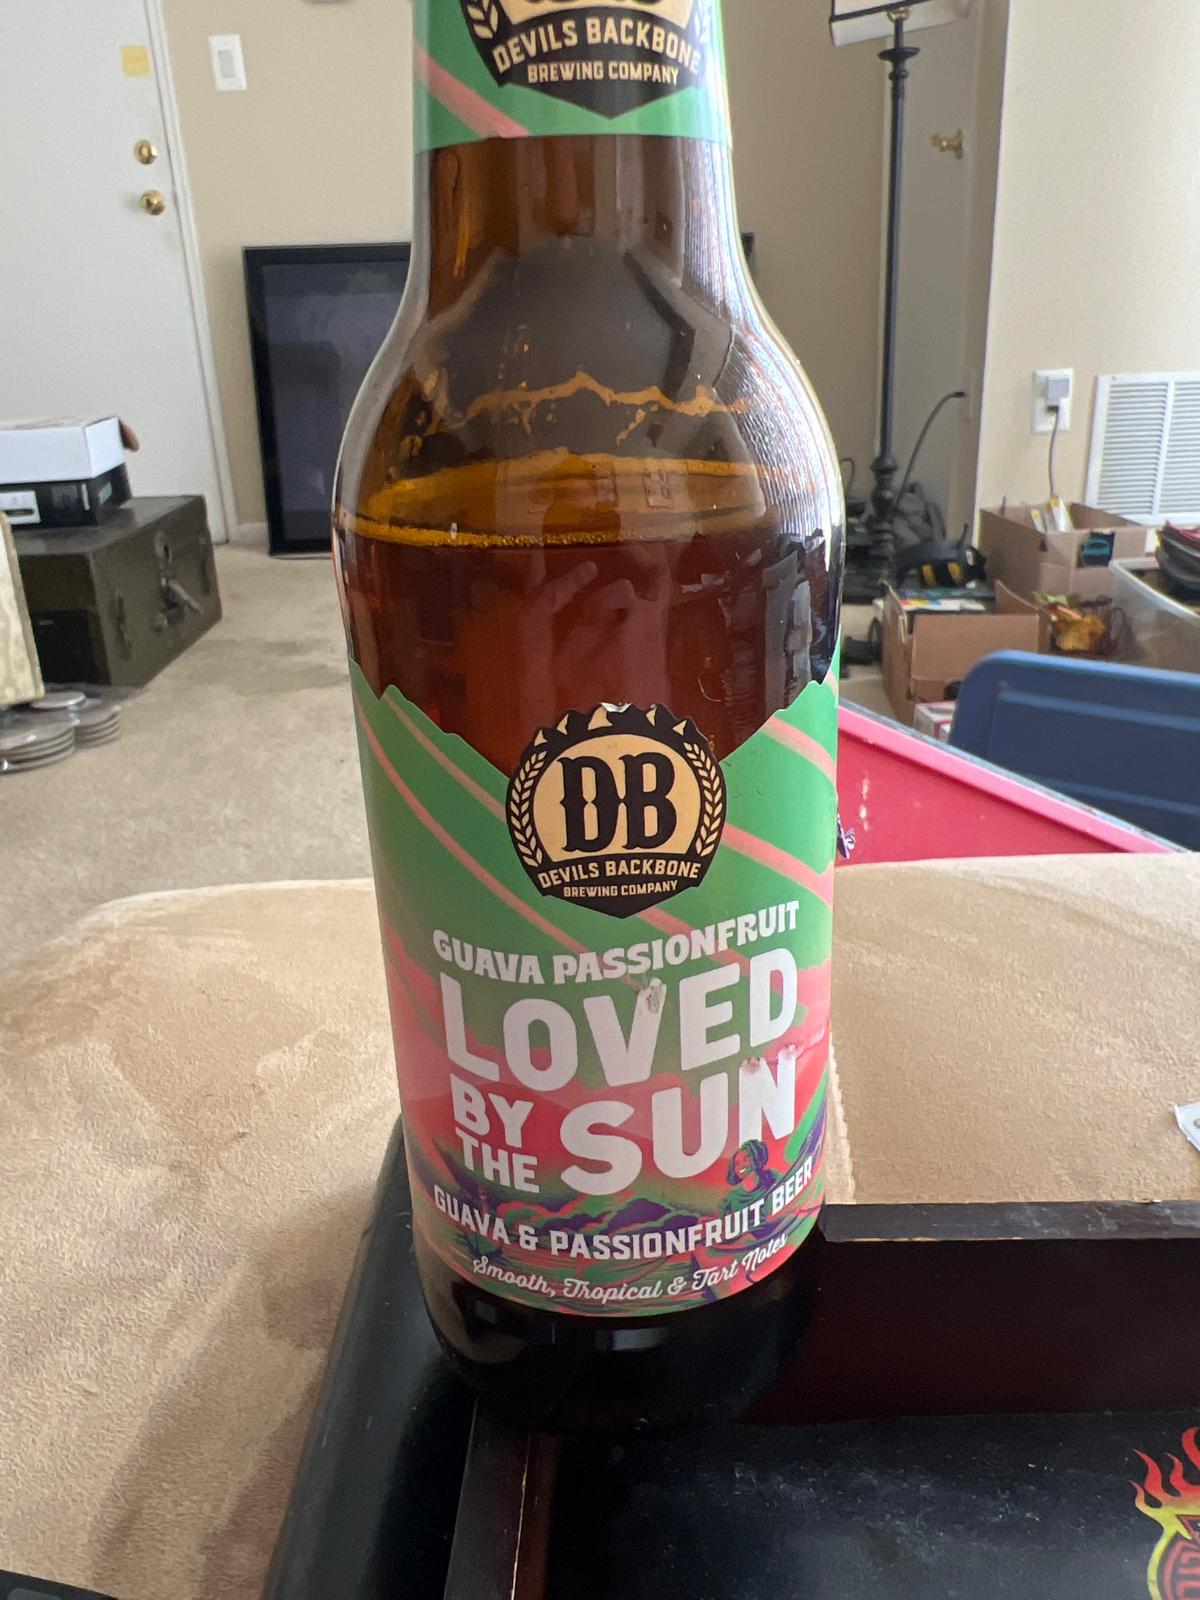 DEVILS BACKBONE
BREWING COMPANY
DB
DEVILS BACKBONE
BREWING COMPANY
GUAVA PASSIONFRUIT
LOVED
BY THE SUN
GUAVA & PASSIONFRUIT BEER
Smooth, Tropical & Tart Notes